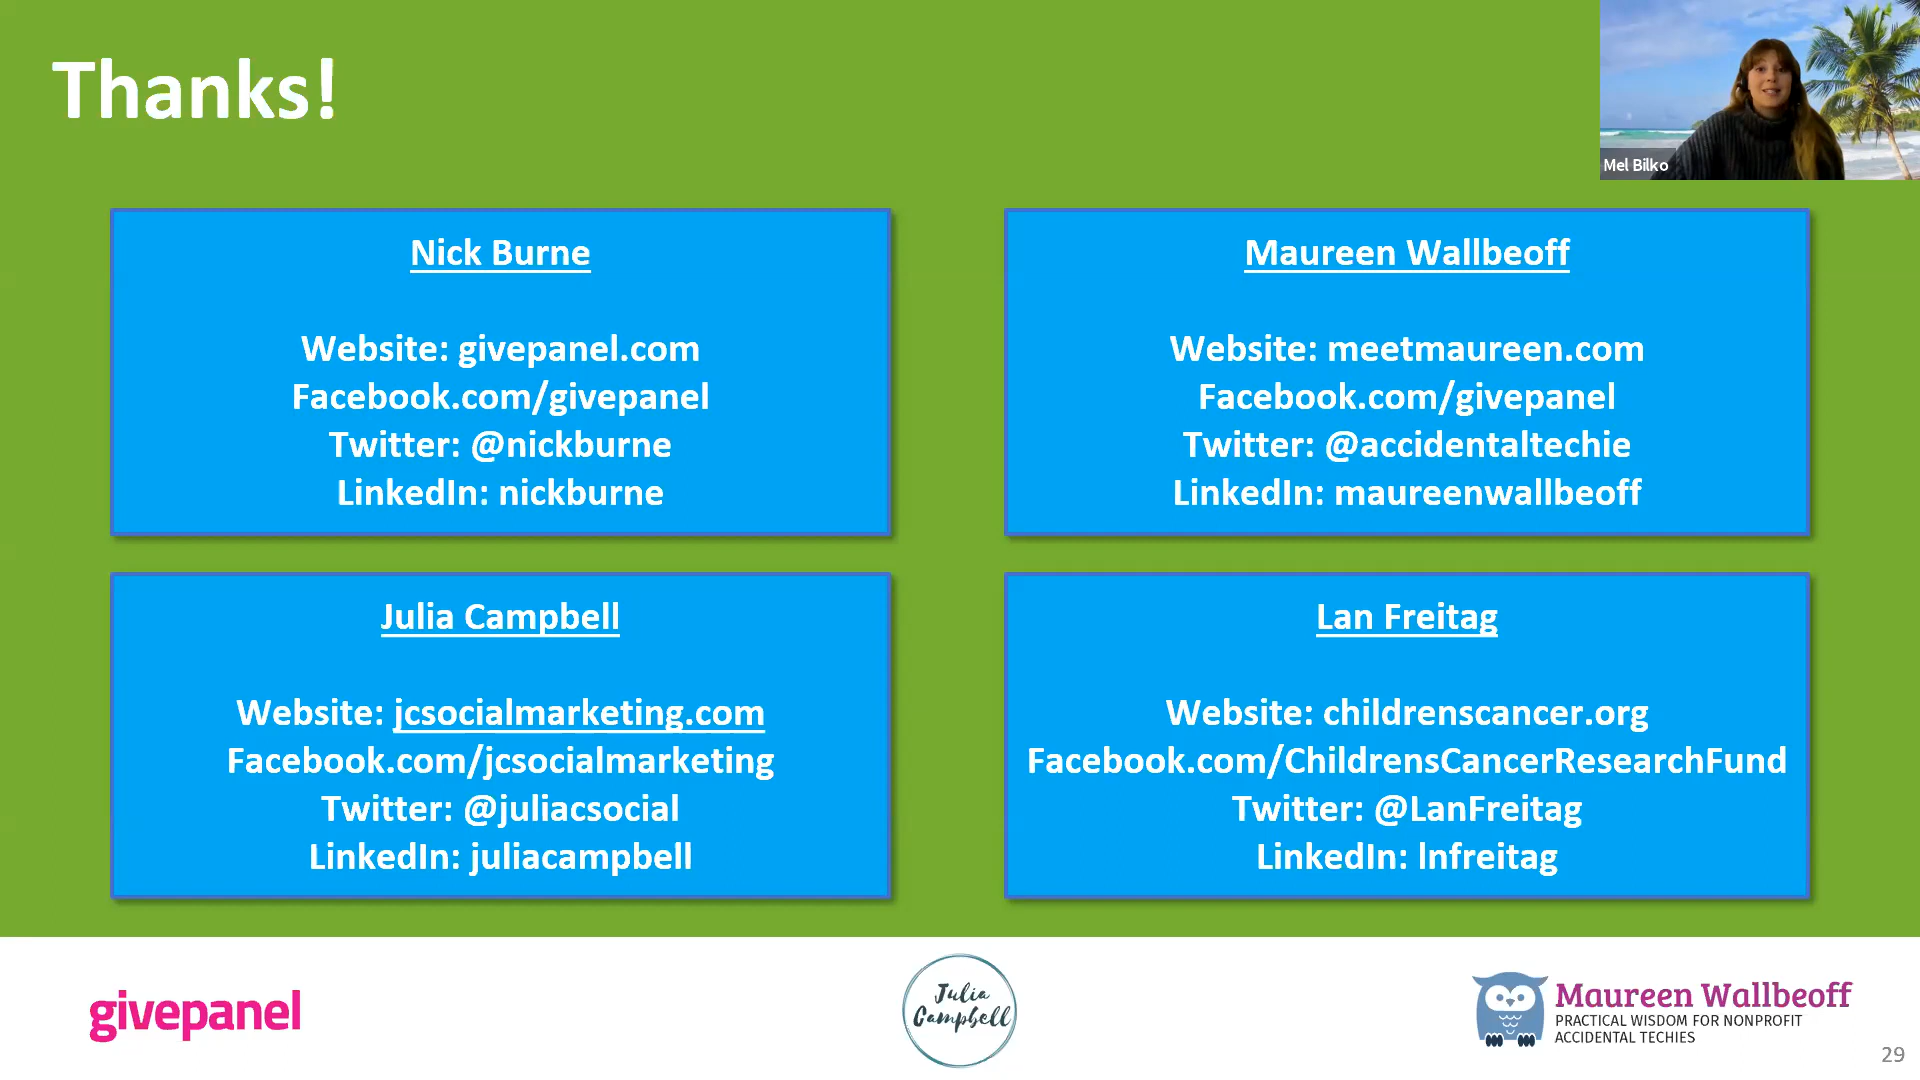 Thanks!
Mel Bilko
Nick Burne
Website: givepanel.com
Facebook.com/givepanel
Twitter: @nickburne
LinkedIn: nickburne
Maureen Wallbeoff
Website: meetmaureen.com
Facebook.com/givepanel
Twitter: @accidentaltechie
LinkedIn: maureenwallbeoff
Julia Campbell
Website: jcsocialmarketing.com
Facebook.com/jcsocialmarketing
Twitter: @juliacsocial
LinkedIn: juliacampbell
Lan Freitag
Website: childrenscancer.org
Facebook.com/ChildrensCancerResearchFund
Twitter: @LanFreitag
LinkedIn: lnfreitag
givepanel
Julia
Campbell
Maureen Wallbeoff
PRACTICAL WISDOM FOR NONPROFIT
ACCIDENTAL TECHIES
29